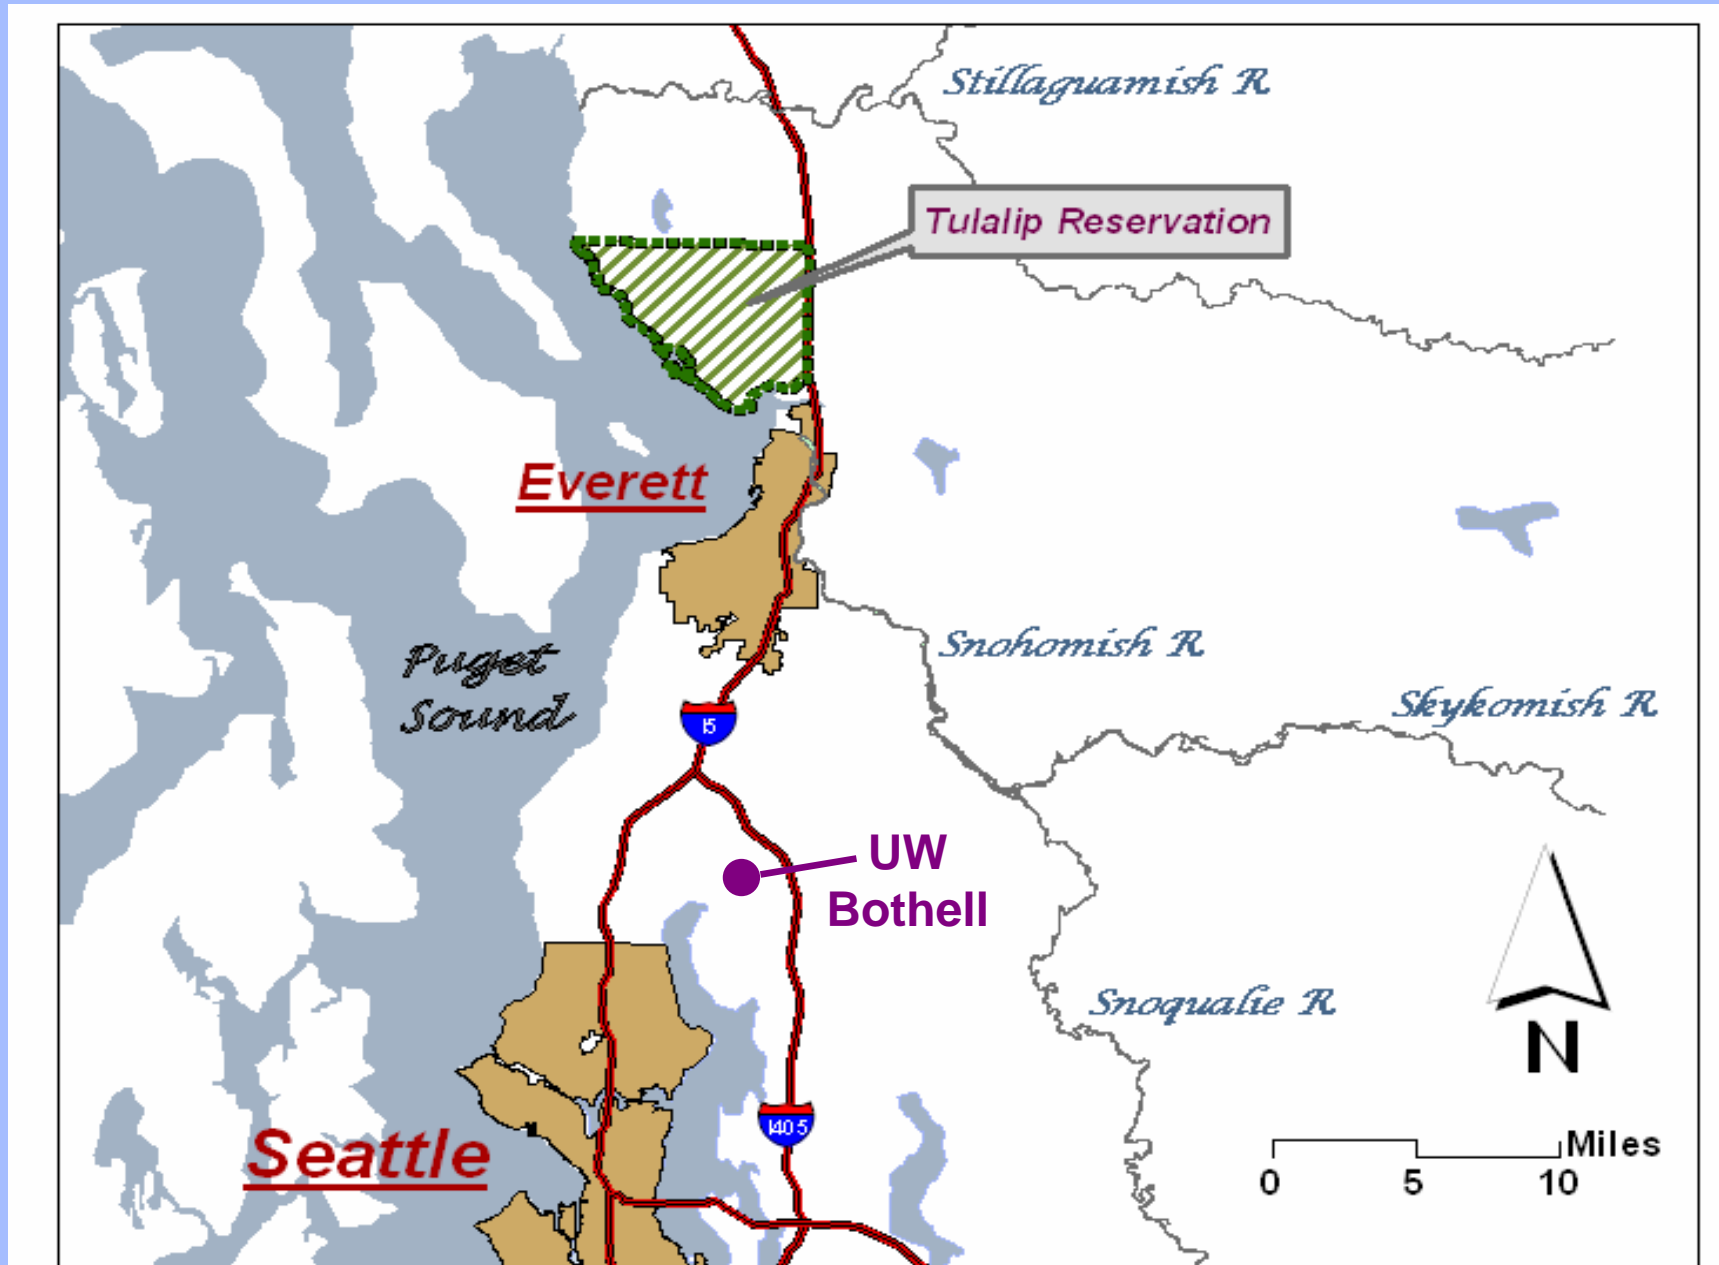 Stillaguamish R
Tulalip Reservation
Everett
Snohomish R
Puget
Sound
Skykomish R
I5
UW
Bothell
Snoqualie R
N
I405
Seattle
Miles
0 5 10